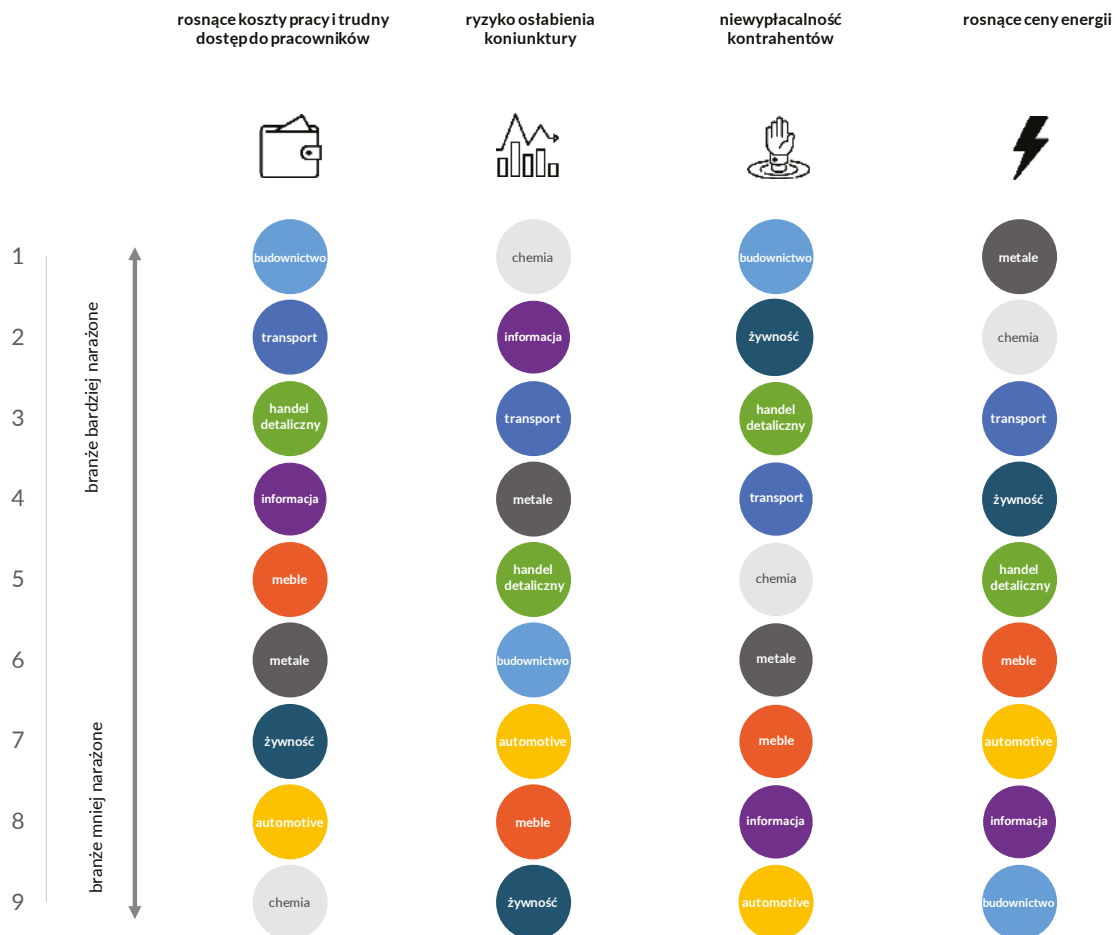 rosnące koszty pracy i trudny
dostęp do pracowników
ryzyko osłabienia
koniunktury
niewypłacalność
kontrahentów
rosnące ceny energii
branże bardziej narażone
branże mniej narażone
1
budownictwo
chemia
budownictwo
metale
2
transport
informacja
żywność
chemia
3
handel
detaliczny
transport
handel
detaliczny
transport
4
informacja
metale
transport
żywność
5
meble
handel
detaliczny
chemia
handel
detaliczny
6
metale
budownictwo
metale
meble
7
żywność
automotive
meble
automotive
8
automotive
meble
informacja
informacja
9
chemia
żywność
automotive
budownictwo